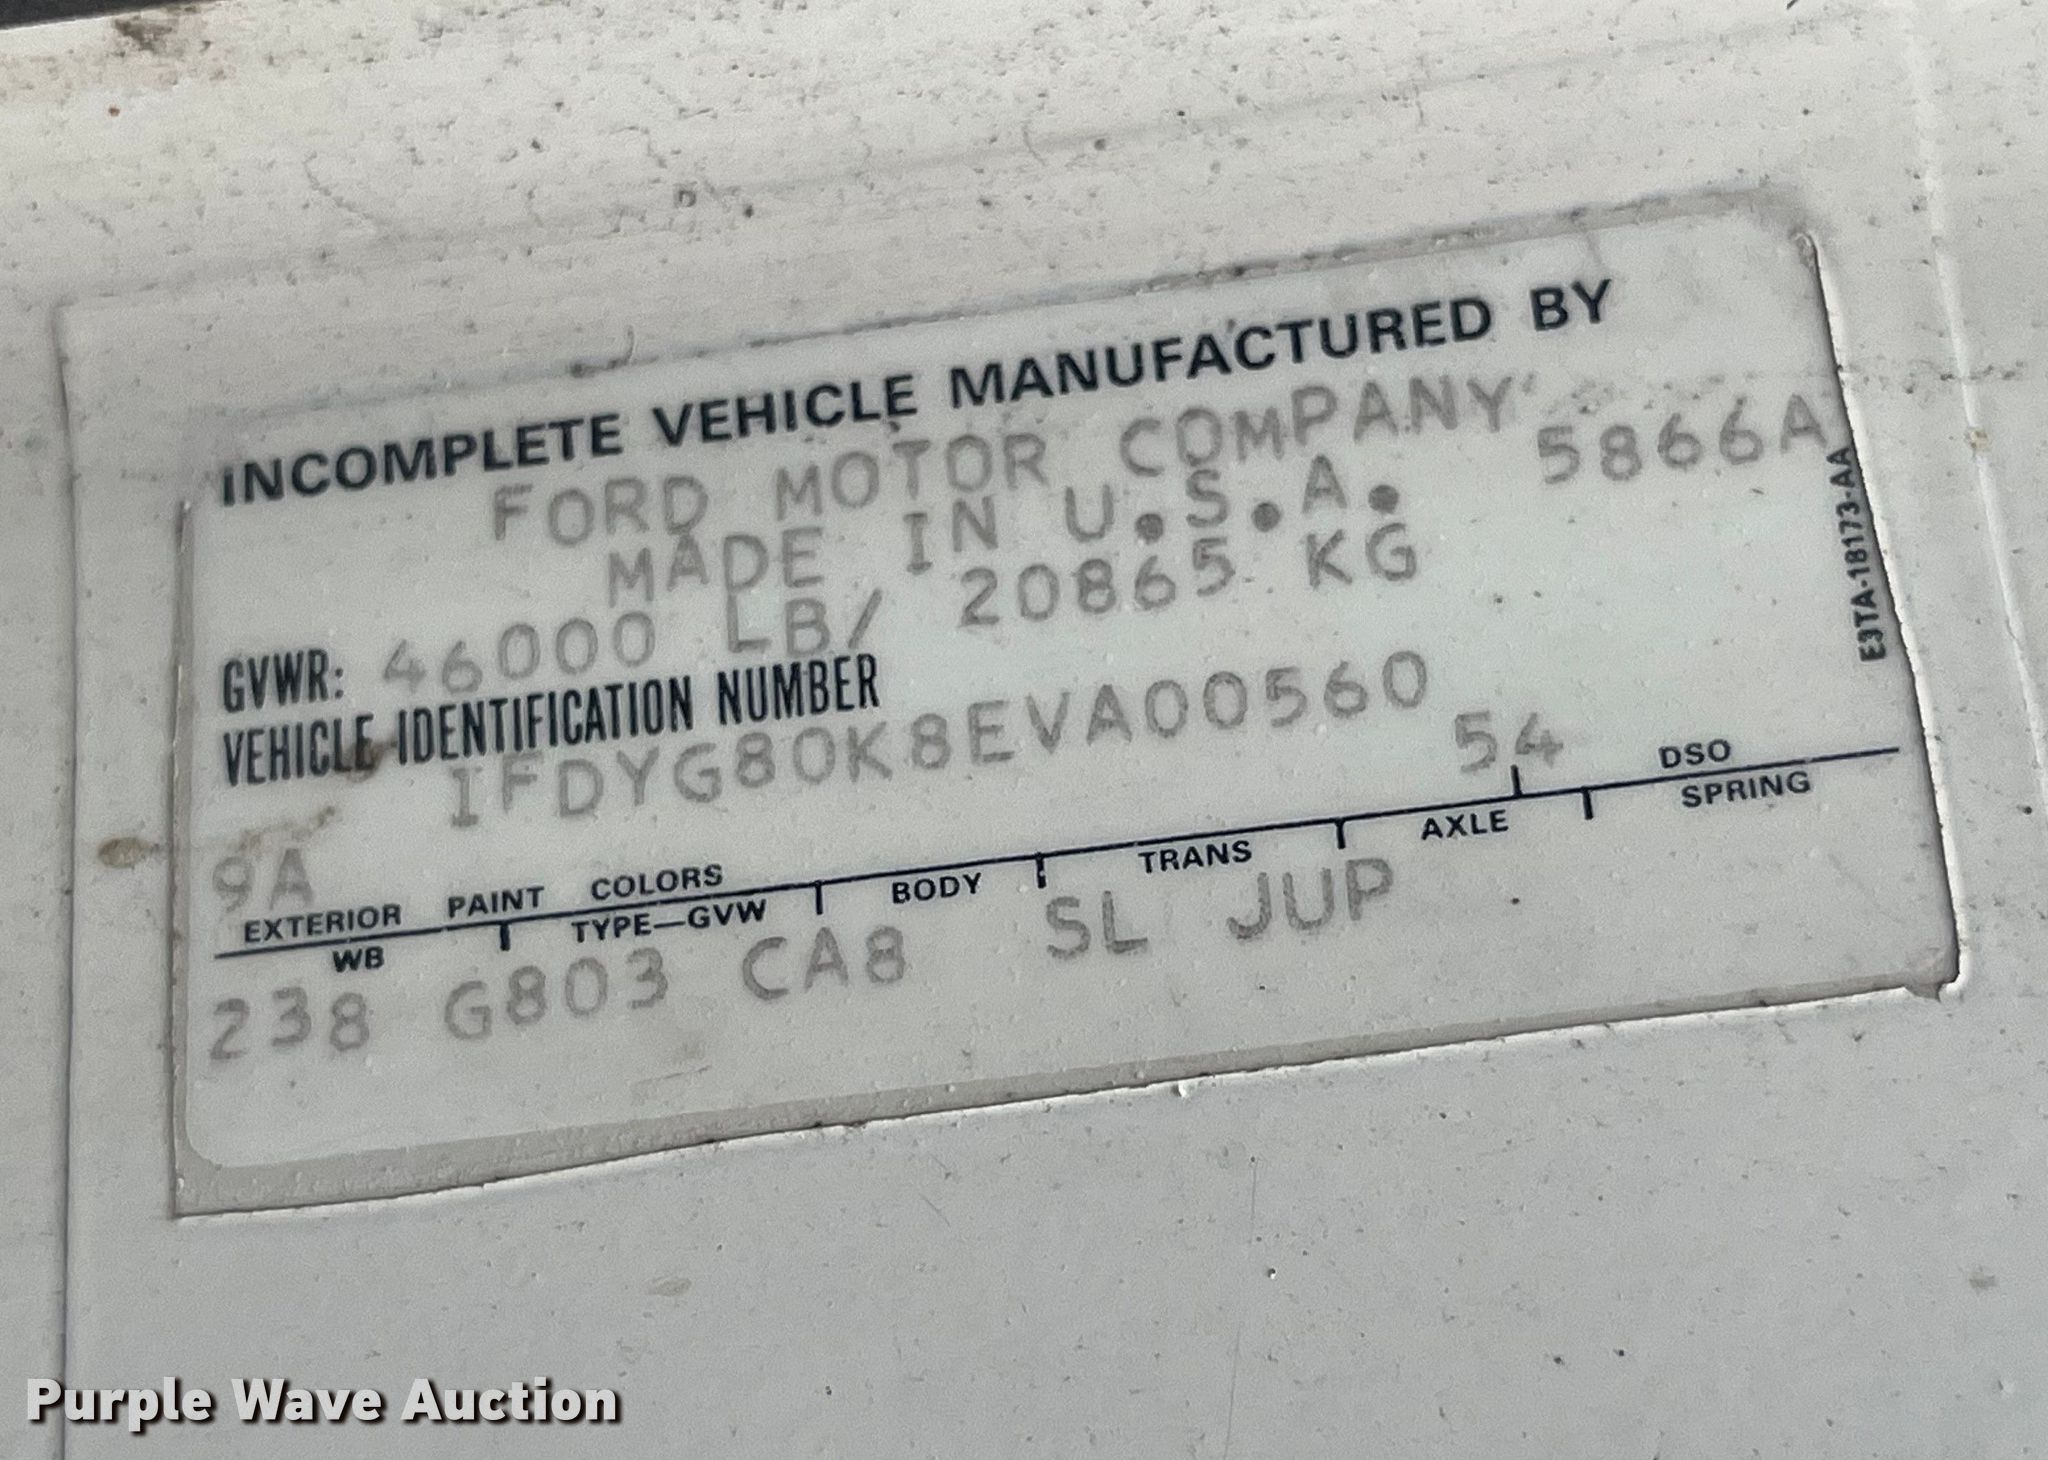 INCOMPLETE VEHICLE MANUFACTURED BY
FORD MOTOR COMPANY
MADE IN U.S.A. 5866A
GVWR: 46000 LB/ 20865 KG
VEHICLE IDENTIFICATION NUMBER
1FDYG80K8EVA00560
9A 54
EXTERIOR PAINT COLORS DSO
WB TYPE—GVW BODY TRANS AXLE SPRING
238 G803 CA8 SL JUP
E3TA-18173-AA
Purple Wave Auction